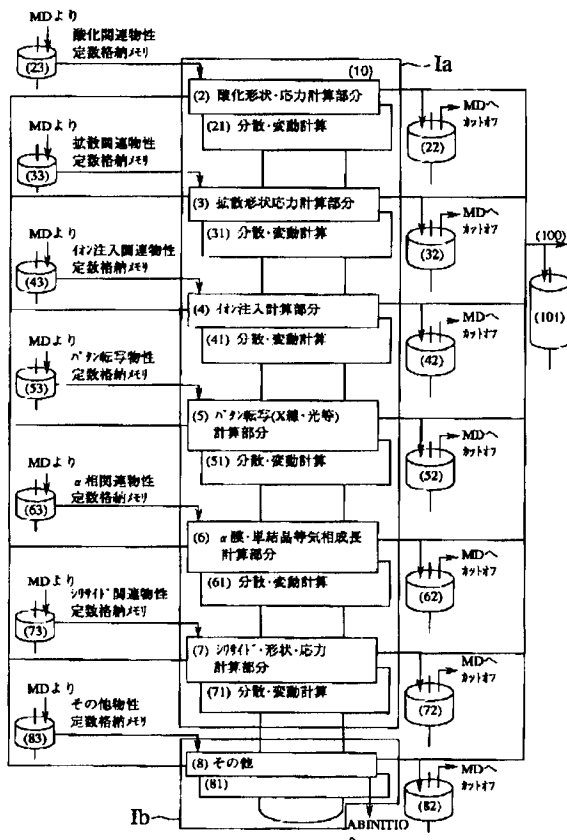 MDより
酸化関連物性
定数格納メモリ
(23)
(10)
Ia
(2) 酸化形状・応力計算部分
(21) 分散・変動計算
MDへ
カットオフ
(22)
MDより
拡散関連物性
定数格納メモリ
(33)
(3) 拡散形状応力計算部分
(31) 分散・変動計算
MDへ
カットオフ
(32)
(100)
(101)
MDより
イオン注入関連物性
定数格納メモリ
(43)
(4) イオン注入計算部分
(41) 分散・変動計算
MDへ
カットオフ
(42)
MDより
パタン転写物性
定数格納メモリ
(53)
(5) パタン転写(X線・光等)
計算部分
(51) 分散・変動計算
MDへ
カットオフ
(52)
MDより
α相関連物性
定数格納メモリ
(63)
(6) α膜・単結晶等気相成長
計算部分
(61) 分散・変動計算
MDへ
カットオフ
(62)
MDより
シリサイド関連物性
定数格納メモリ
(73)
(7) シリサイド・形状・応力
計算部分
(71) 分散・変動計算
MDへ
カットオフ
(72)
MDより
その他物性
定数格納メモリ
(83)
(8) その他
(81)
MDへ
カットオフ
(82)
Ib
ABINITIO